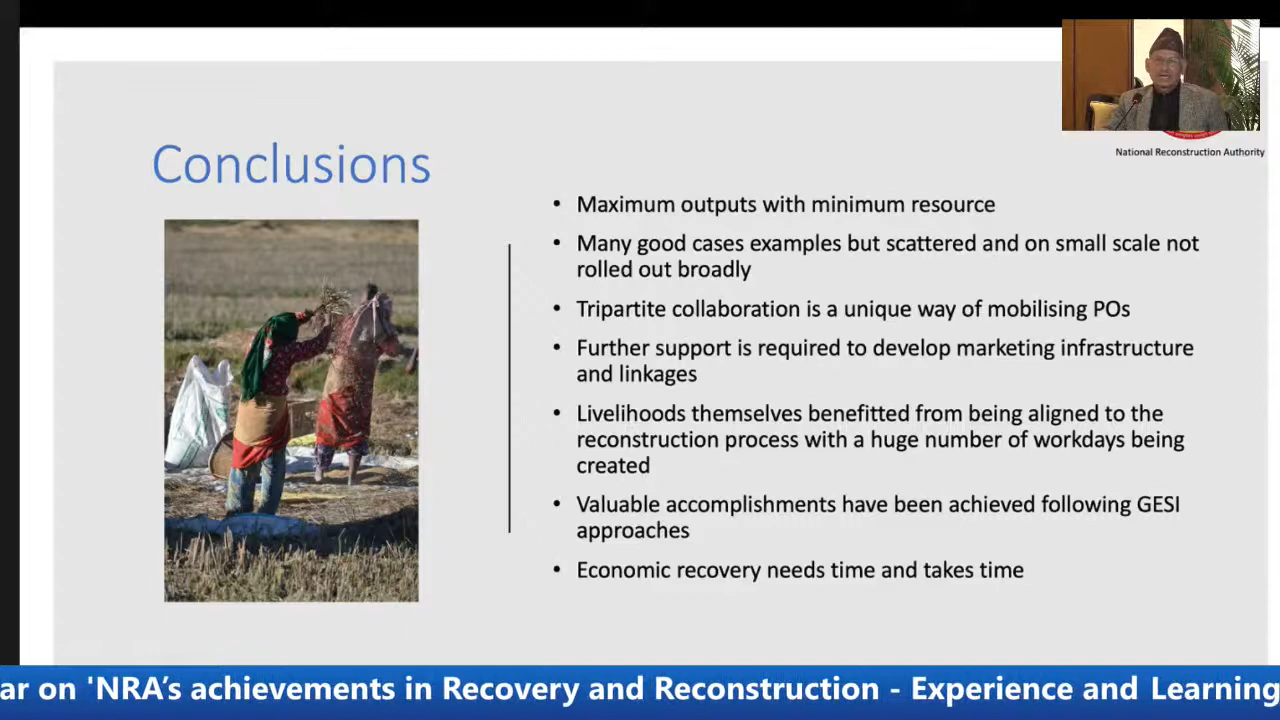 National Reconstruction Authority
Conclusions
• Maximum outputs with minimum resource
• Many good cases examples but scattered and on small scale not
rolled out broadly
• Tripartite collaboration is a unique way of mobilising POs
• Further support is required to develop marketing infrastructure
and linkages
• Livelihoods themselves benefitted from being aligned to the
reconstruction process with a huge number of workdays being
created
• Valuable accomplishments have been achieved following GESI
approaches
• Economic recovery needs time and takes time
ar on 'NRA’s achievements in Recovery and Reconstruction - Experience and Learning